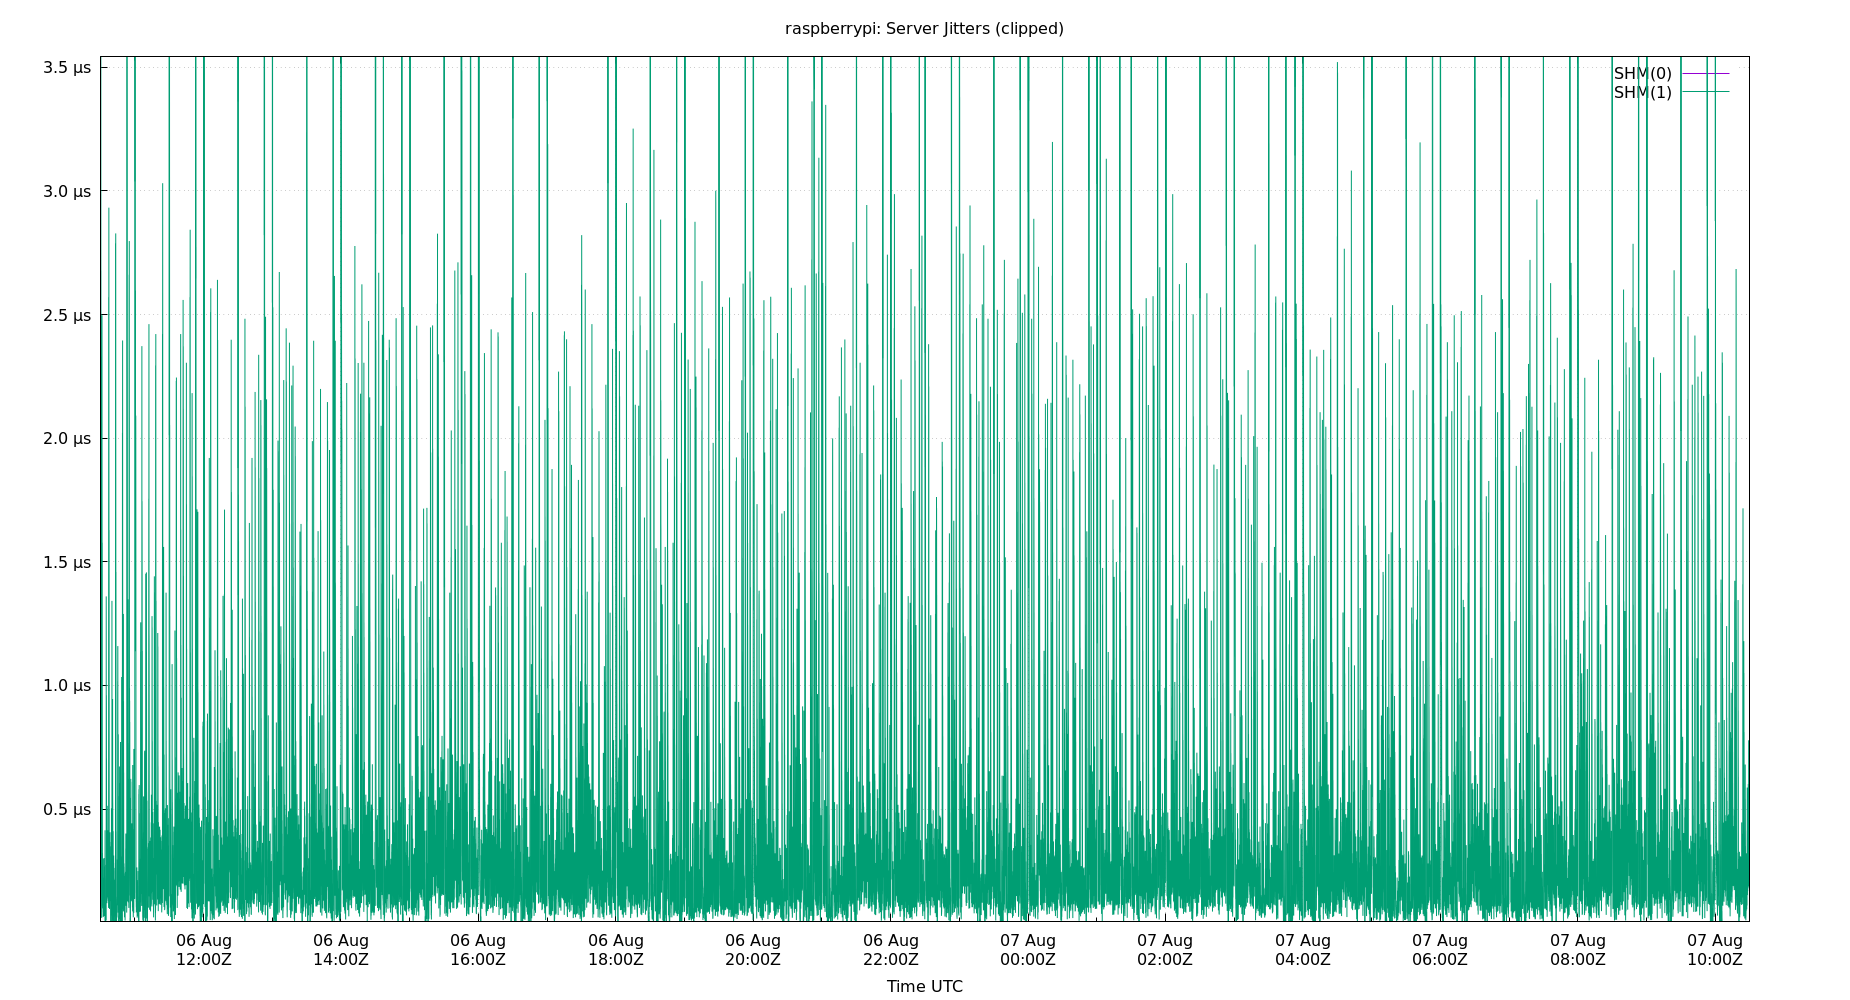 raspberrypi: Server Jitters (clipped)
3.5 µs
3.0 µs
2.5 µs
2.0 µs
1.5 µs
1.0 µs
0.5 µs
SHM(0)
SHM(1)
06 Aug 12:00Z
06 Aug 14:00Z
06 Aug 16:00Z
06 Aug 18:00Z
06 Aug 20:00Z
06 Aug 22:00Z
07 Aug 00:00Z
07 Aug 02:00Z
07 Aug 04:00Z
07 Aug 06:00Z
07 Aug 08:00Z
07 Aug 10:00Z
Time UTC